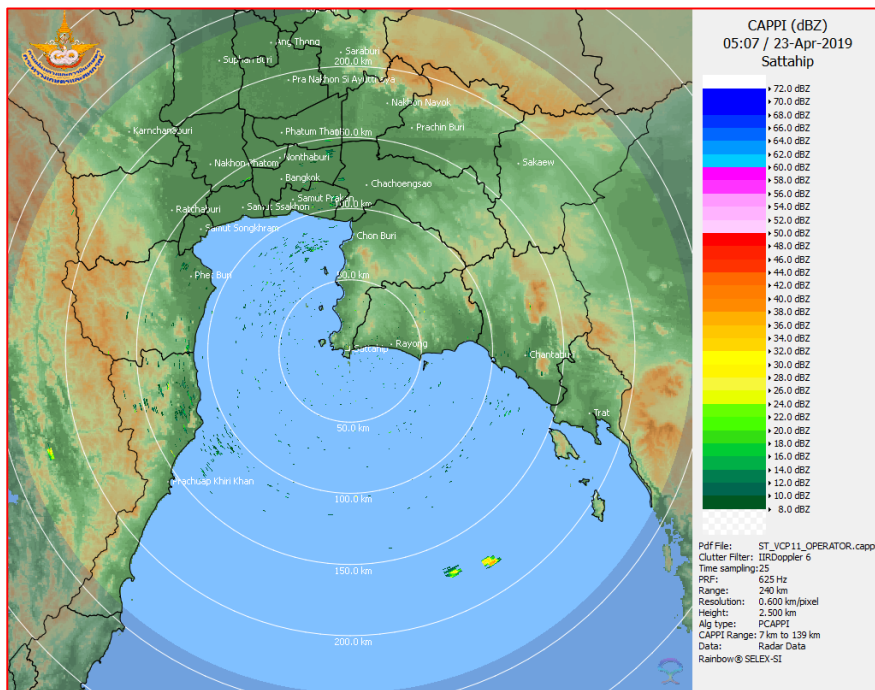 CAPPI (dBZ)
05:07 / 23-Apr-2019
Sattahip
72.0 dBZ
70.0 dBZ
68.0 dBZ
66.0 dBZ
64.0 dBZ
62.0 dBZ
60.0 dBZ
58.0 dBZ
56.0 dBZ
54.0 dBZ
52.0 dBZ
50.0 dBZ
48.0 dBZ
46.0 dBZ
44.0 dBZ
42.0 dBZ
40.0 dBZ
38.0 dBZ
36.0 dBZ
34.0 dBZ
32.0 dBZ
30.0 dBZ
28.0 dBZ
26.0 dBZ
24.0 dBZ
22.0 dBZ
20.0 dBZ
18.0 dBZ
16.0 dBZ
14.0 dBZ
12.0 dBZ
10.0 dBZ
8.0 dBZ
Pdf File: ST_VCP11_OPERATOR.capp
Clutter Filter: IIRDoppler 6
Time sampling:25
PRF: 625 Hz
Range: 240 km
Resolution: 0.600 km/pixel
Height: 2.500 km
Alg type: PCAPPI
CAPPI Range: 7 km to 139 km
Data: Radar Data
Rainbow® SELEX-SI
Ang Thong
Saraburi
Suphan Buri
200.0 km
Pra Nakhon Si Ayutthaya
Nakhon Nayok
Karnchanaburi
Phatum Thani
Prachin Buri
Nonthaburi
Nakhon Phatom
Sakaew
Bangkok
Chachoengsao
Samut Prakan
Ratchaburi
Samut Ssakhon
100.0 km
Samut Songkhram
Chon Buri
Phet Buri
50.0 km
Sattahip
Rayong
Chantaburi
Trat
50.0 km
Prachuap Khiri Khan
100.0 km
150.0 km
200.0 km